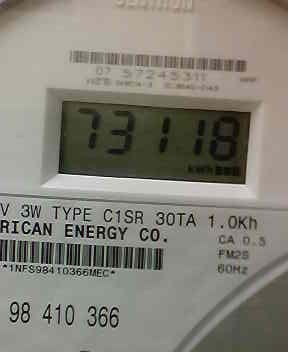 07 57245311
73118
kwh
V 3W TYPE C1SR 30TA 1.0Kh
RICAN ENERGY CO.
CA 0.5
FM2S
60Hz
*1NFS98410366MEC*
98 410 366